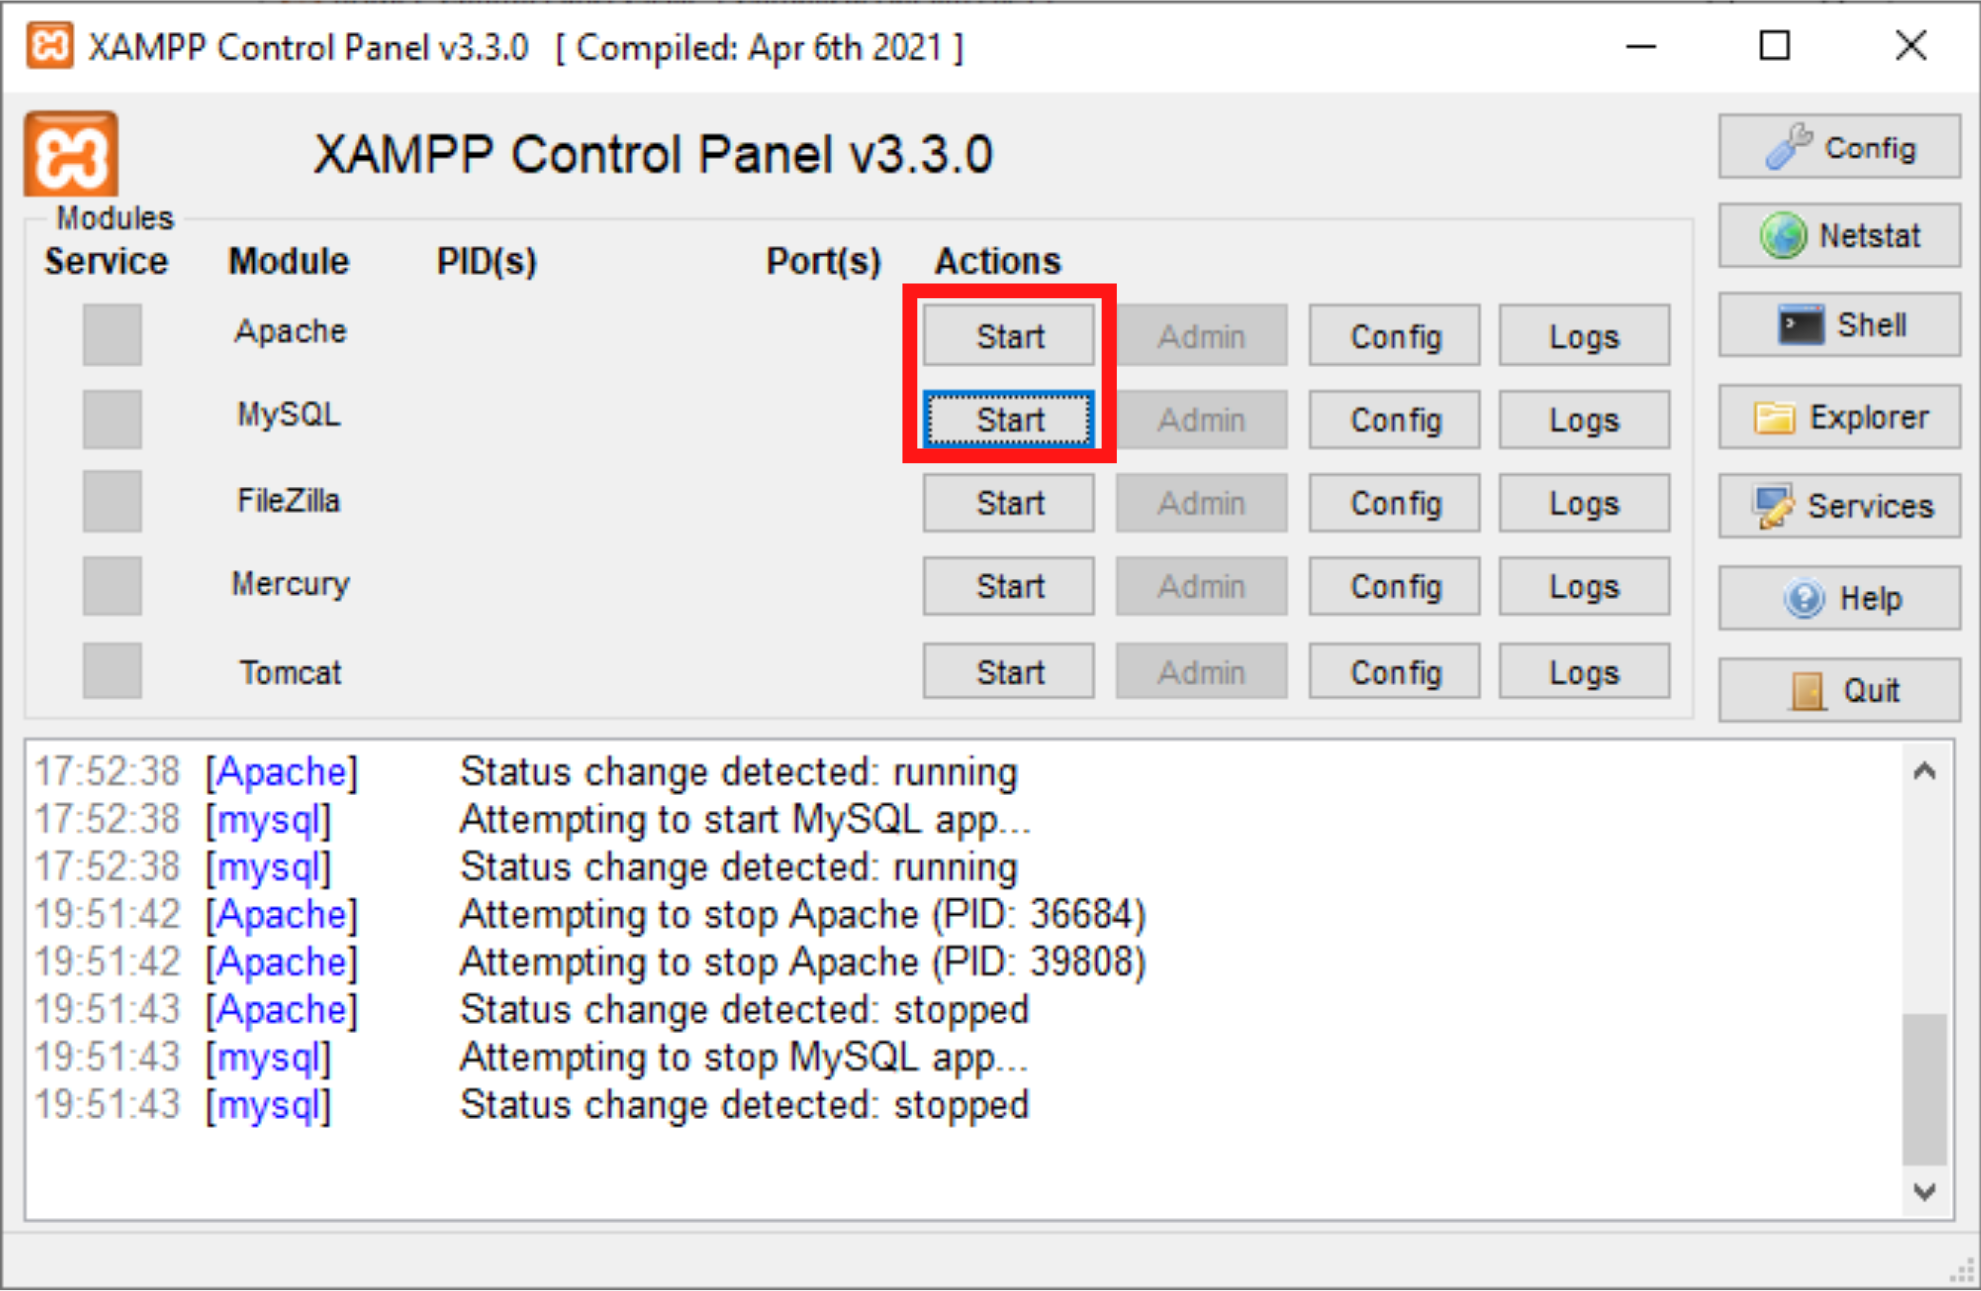 XAMPP Control Panel v3.3.0 [ Compiled: Apr 6th 2021 ]
XAMPP Control Panel v3.3.0
Config
Netstat
Shell
Explorer
Services
Help
Quit
Modules
Service Module PID(s) Port(s) Actions
Apache Start Admin Config Logs
MySQL Start Admin Config Logs
FileZilla Start Admin Config Logs
Mercury Start Admin Config Logs
Tomcat Start Admin Config Logs
17:52:38 [Apache] Status change detected: running
17:52:38 [mysql] Attempting to start MySQL app...
17:52:38 [mysql] Status change detected: running
19:51:42 [Apache] Attempting to stop Apache (PID: 36684)
19:51:42 [Apache] Attempting to stop Apache (PID: 39808)
19:51:43 [Apache] Status change detected: stopped
19:51:43 [mysql] Attempting to stop MySQL app...
19:51:43 [mysql] Status change detected: stopped